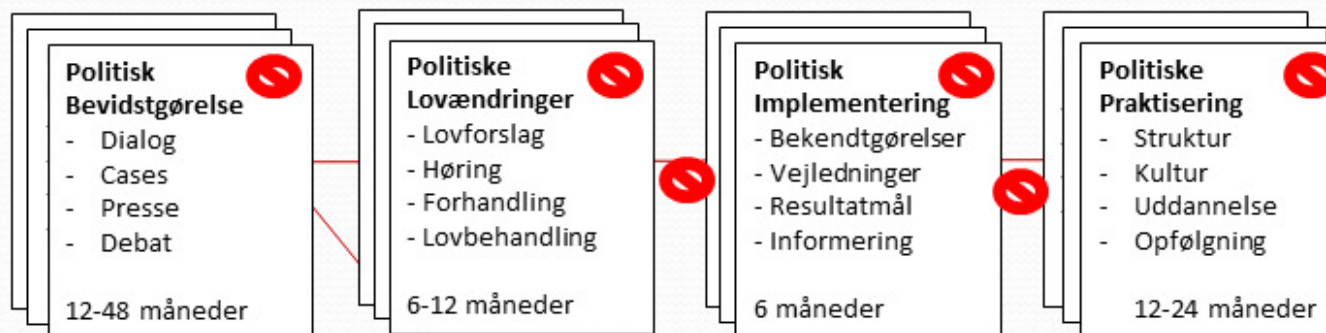 Politisk
Bevidstgørelse
- Dialog
- Cases
- Presse
- Debat
12-48 måneder
Politiske
Lovændringer
- Lovforslag
- Høring
- Forhandling
- Lovbehandling
6-12 måneder
Politisk
Implementering
- Bekendtgørelser
- Vejledninger
- Resultatmål
- Informering
6 måneder
Politiske
Praktisering
- Struktur
- Kultur
- Uddannelse
- Opfølgning
12-24 måneder